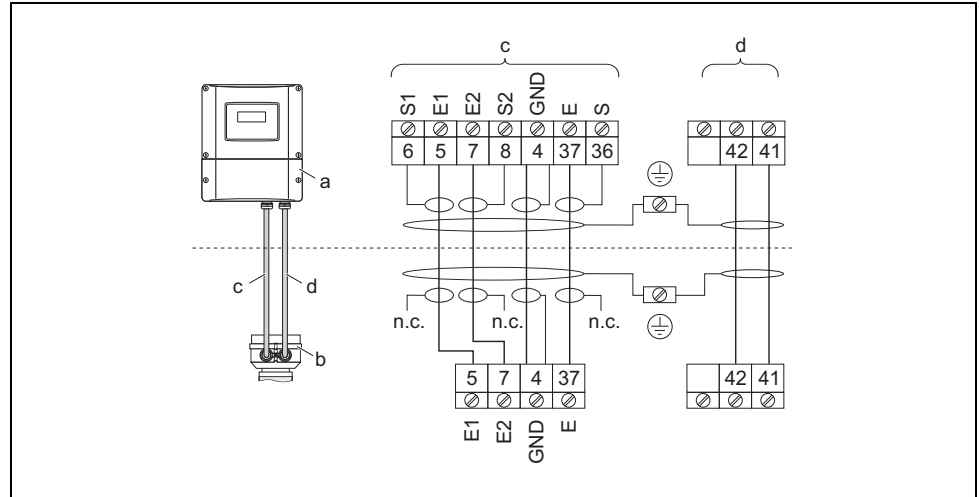 c
d
S1 E1 E2 S2 GND E S
6 5 7 8 4 37 36
42 41
a
c
d
b
n.c. n.c. n.c.
5 7 4 37
42 41
E1 E2 GND E